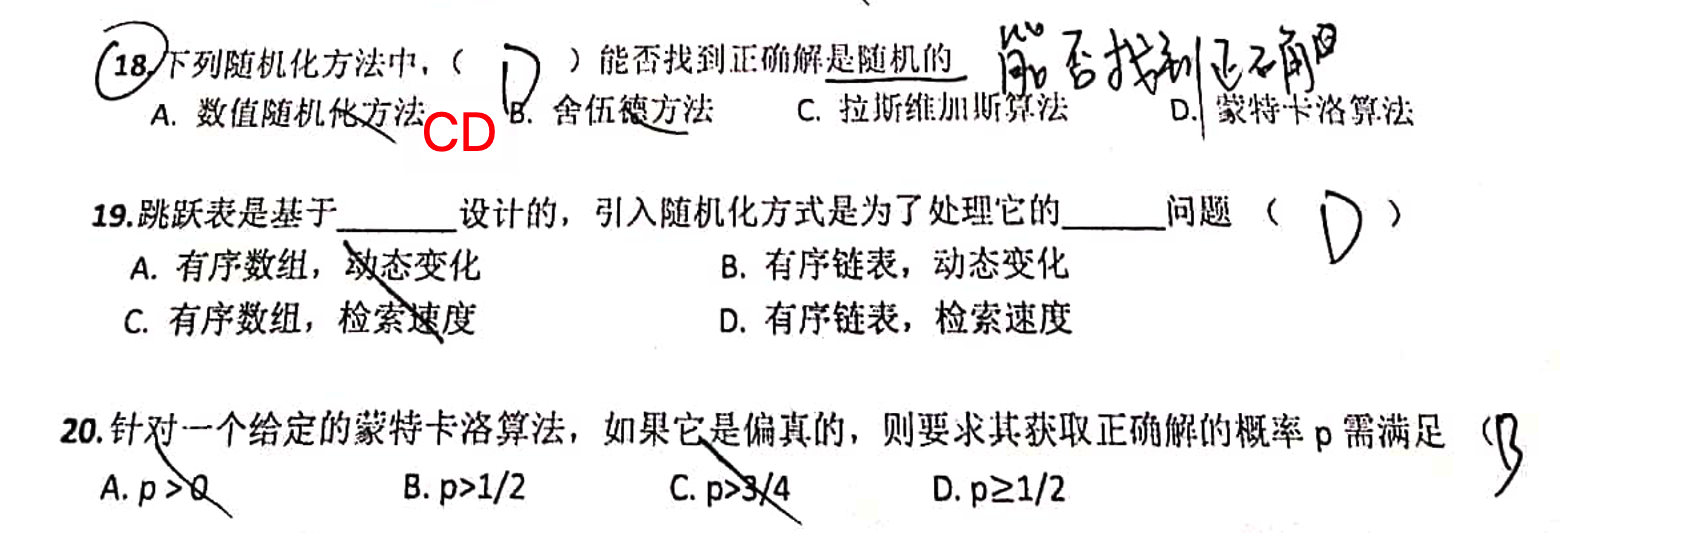 18.下列随机化方法中，（ D ）能否找到正确解是随机的 能否找到正确
A. 数值随机化方法 CD B. 舍伍德方法 C. 拉斯维加斯算法 D. 蒙特卡洛算法
19.跳跃表是基于______设计的，引入随机化方式是为了处理它的_____问题（ D ）
A. 有序数组，动态变化 B. 有序链表，动态变化
C. 有序数组，检索速度 D. 有序链表，检索速度
20.针对一个给定的蒙特卡洛算法，如果它是偏真的，则要求其获取正确解的概率 p 需满足 （B
A. p > 0 B. p>1/2 C. p>3/4 D. p≥1/2